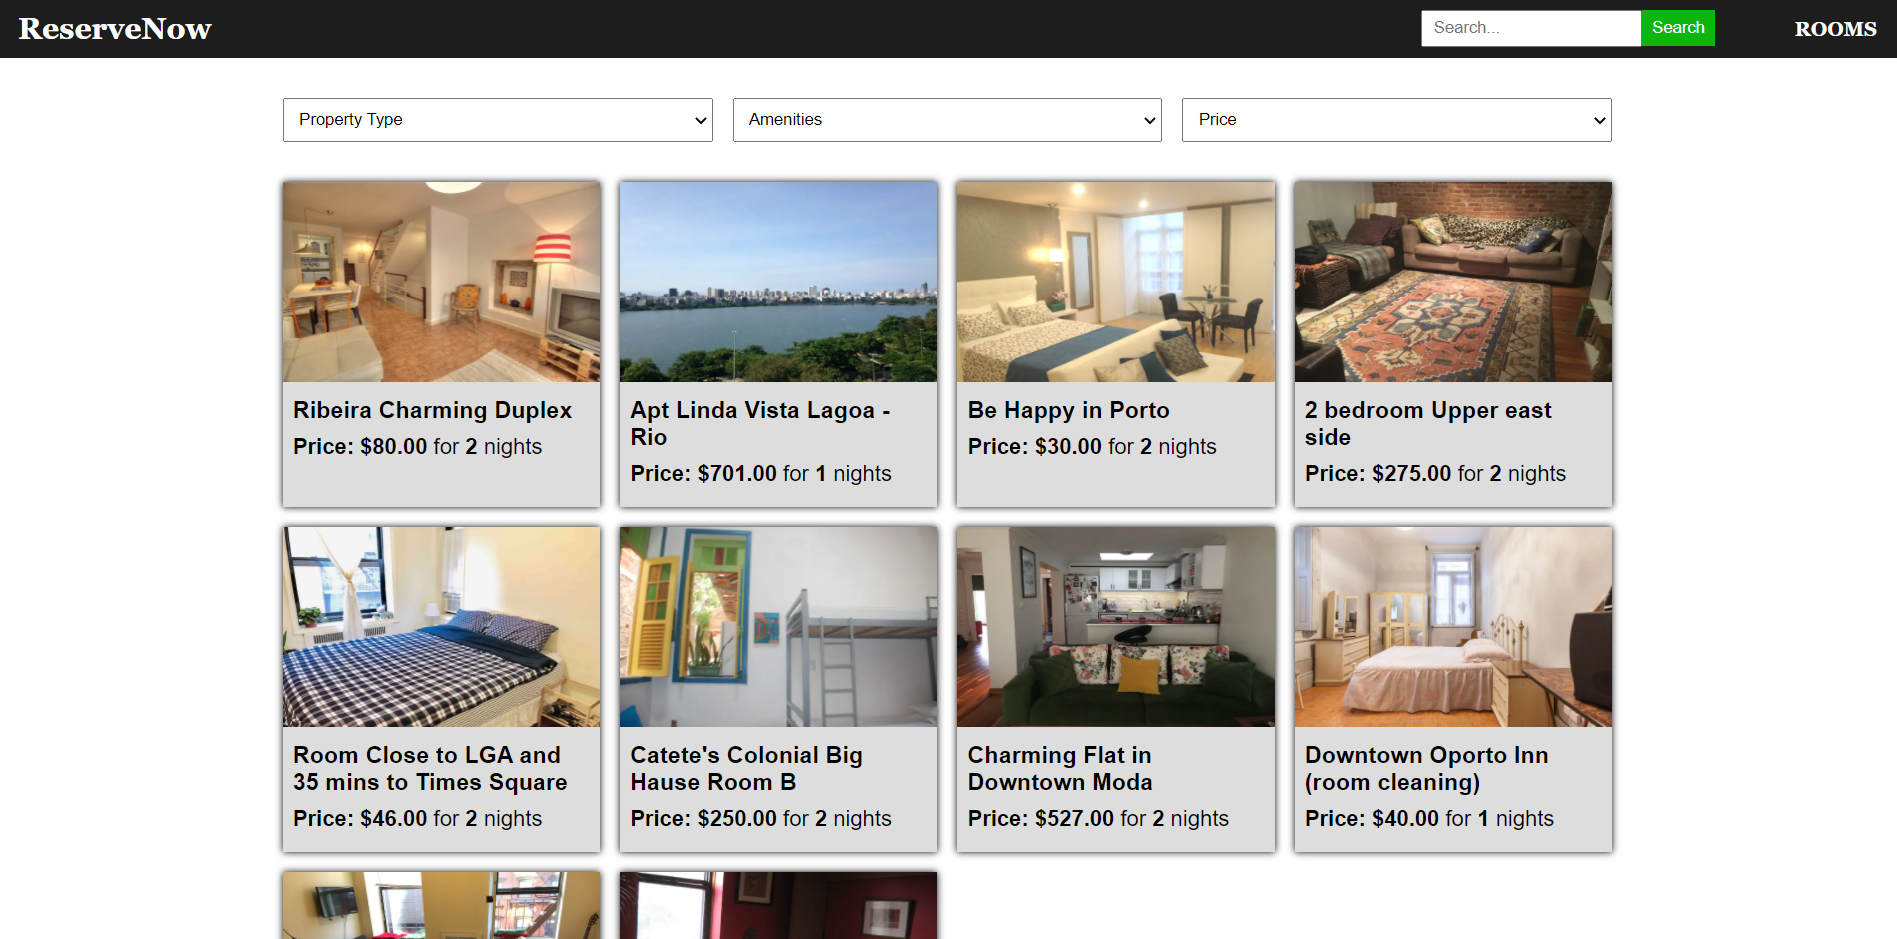 ReserveNow
Search...
Search
ROOMS
Property Type
Amenities
Price
Ribeira Charming Duplex
Price: $80.00 for 2 nights
Apt Linda Vista Lagoa -
Rio
Price: $701.00 for 1 nights
Be Happy in Porto
Price: $30.00 for 2 nights
2 bedroom Upper east
side
Price: $275.00 for 2 nights
Room Close to LGA and
35 mins to Times Square
Price: $46.00 for 2 nights
Catete's Colonial Big
Hause Room B
Price: $250.00 for 2 nights
Charming Flat in
Downtown Moda
Price: $527.00 for 2 nights
Downtown Oporto Inn
(room cleaning)
Price: $40.00 for 1 nights